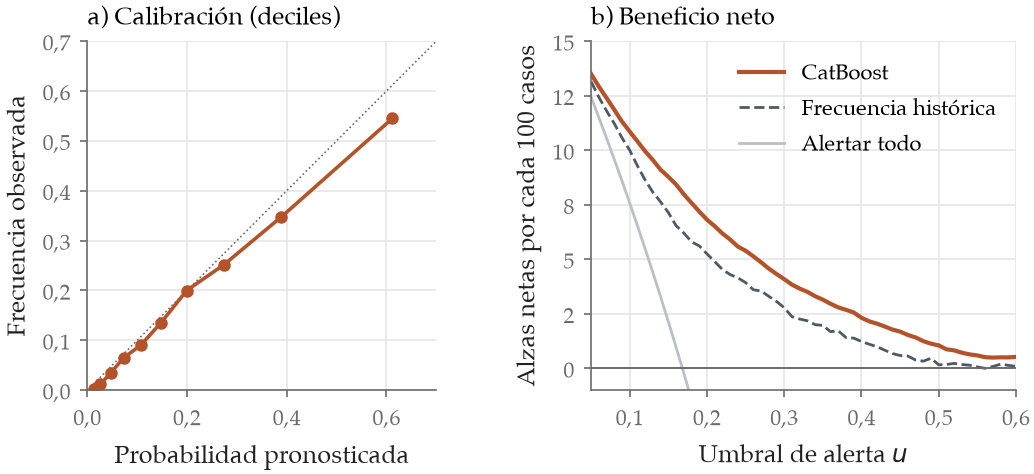 a) Calibración (deciles)
Frecuencia observada
0,7
0,6
0,5
0,4
0,3
0,2
0,1
0,0
0,0 0,2 0,4 0,6
Probabilidad pronosticada
b) Beneficio neto
Alzas netas por cada 100 casos
15
12
10
8
5
2
0
CatBoost
Frecuencia histórica
Alertar todo
0,1 0,2 0,3 0,4 0,5 0,6
Umbral de alerta u